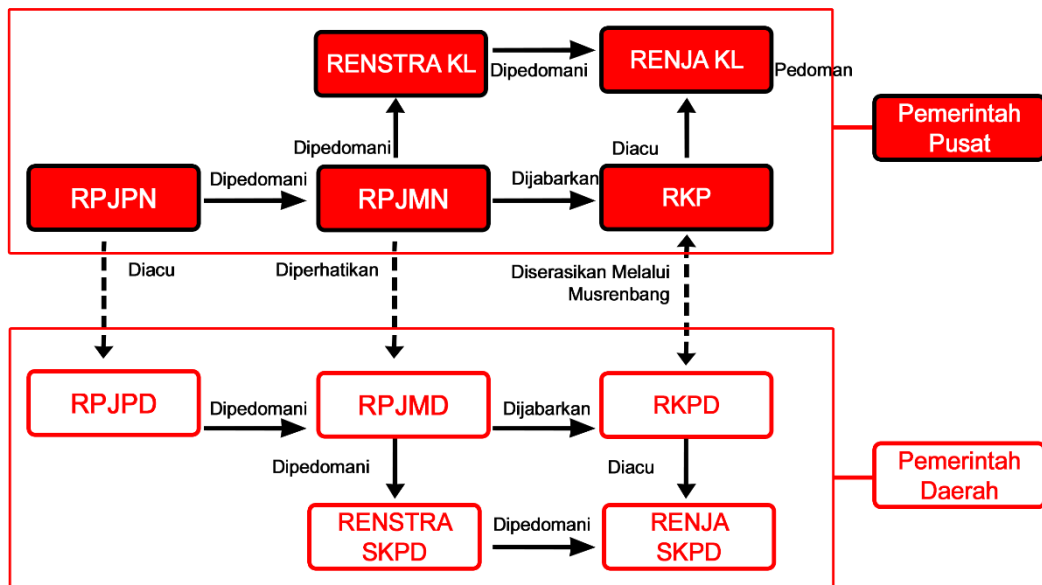 RENSTRA KL
Dipedomani
RENJA KL
Pedoman
Pemerintah
Pusat
Dipedomani
Diacu
RPJPN
Dipedomani
RPJMN
Dijabarkan
RKP
Diacu
Diperhatikan
Diserasikan Melalui
Musrenbang
RPJPD
Dipedomani
RPJMD
Dijabarkan
RKPD
Pemerintah
Daerah
Dipedomani
Diacu
RENSTRA
SKPD
Dipedomani
RENJA
SKPD